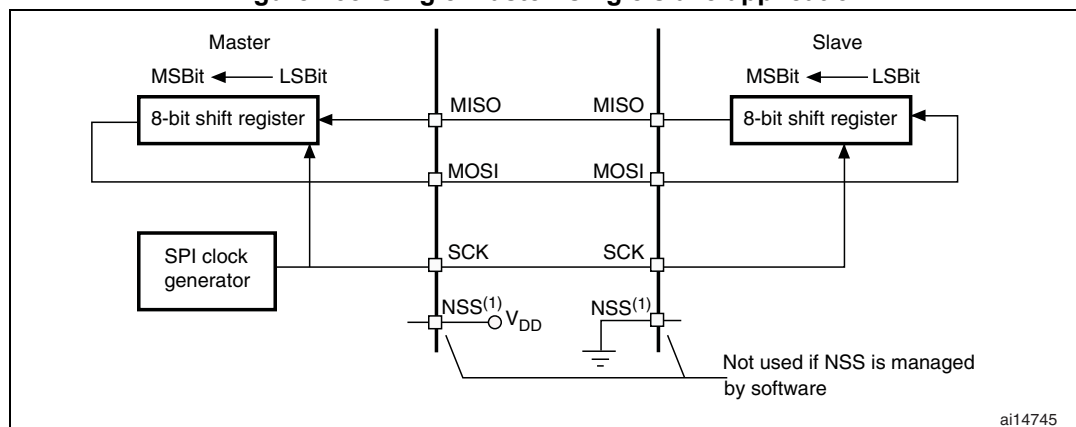 Master
MSBit LSBit
8-bit shift register
SPI clock
generator
MISO
MOSI
SCK
NSS(1)
VDD
Slave
MSBit LSBit
8-bit shift register
MISO
MOSI
SCK
NSS(1)
Not used if NSS is managed
by software
ai14745